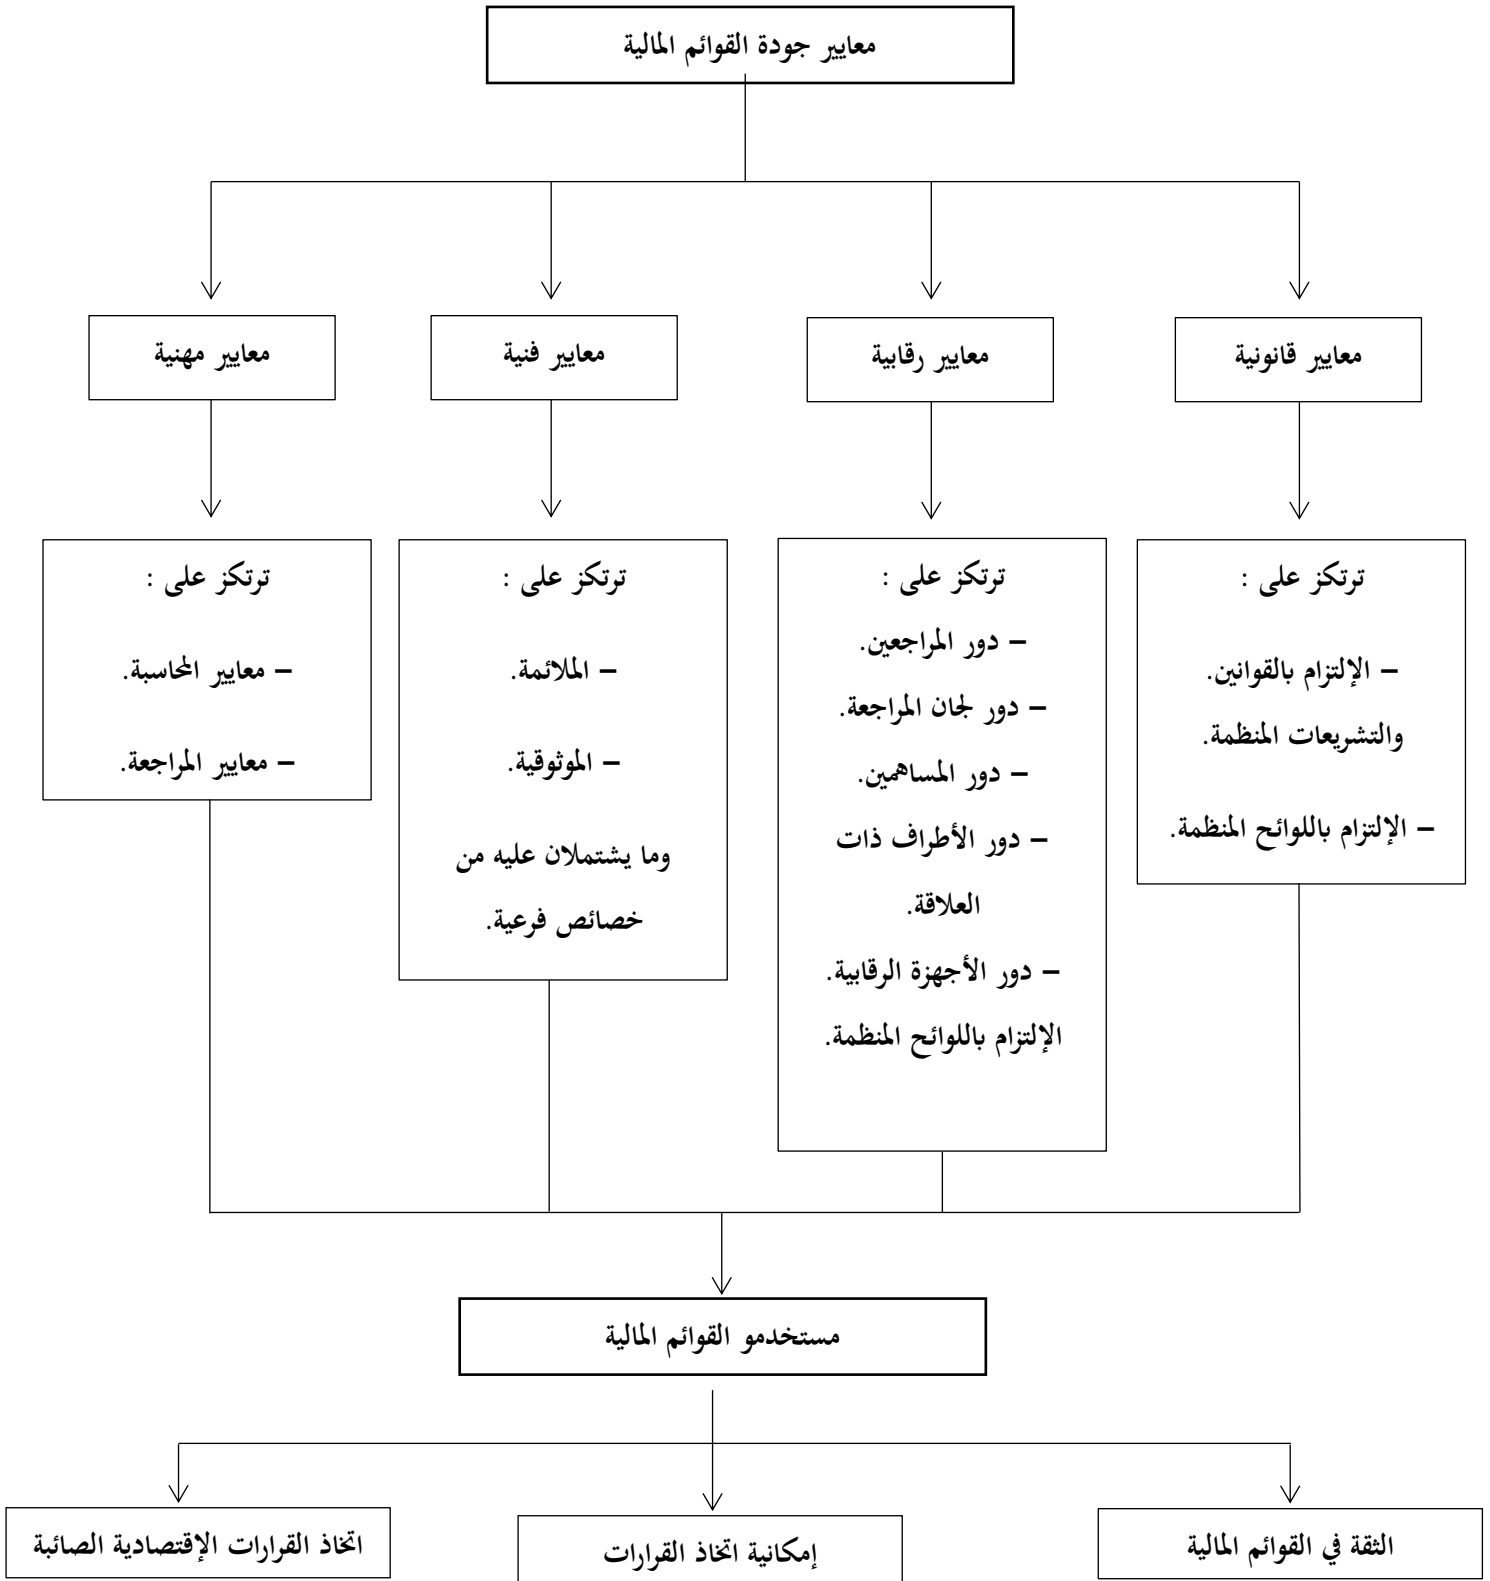 معايير جودة القوائم المالية
معايير قانونية
معايير رقابية
معايير فنية
معايير مهنية
ترتكز على :
– الإلتزام بالقوانين.
والتشريعات المنظمة.
– الإلتزام باللوائح المنظمة.
ترتكز على :
– دور المراجعين.
– دور لجان المراجعة.
– دور المساهمين.
– دور الأطراف ذات
العلاقة.
– دور الأجهزة الرقابية.
الإلتزام باللوائح المنظمة.
ترتكز على :
– الملائمة.
– الموثوقية.
وما يشتملان عليه من
خصائص فرعية.
ترتكز على :
– معايير المحاسبة.
– معايير المراجعة.
مستخدمو القوائم المالية
الثقة في القوائم المالية
إمكانية اتخاذ القرارات
اتخاذ القرارات الإقتصادية الصائبة